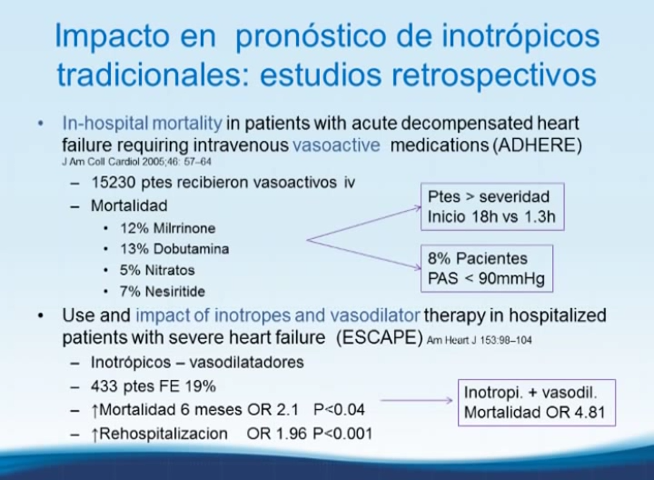 Impacto en pronóstico de inotrópicos
tradicionales: estudios retrospectivos
• In-hospital mortality in patients with acute decompensated heart
failure requiring intravenous vasoactive medications (ADHERE)
J Am Coll Cardiol 2005;46: 57–64
– 15230 ptes recibieron vasoactivos iv
– Mortalidad
• 12% Milrrinone
• 13% Dobutamina
• 5% Nitratos
• 7% Nesiritide
Ptes > severidad
Inicio 18h vs 1.3h
8% Pacientes
PAS < 90mmHg
• Use and impact of inotropes and vasodilator therapy in hospitalized
patients with severe heart failure (ESCAPE) Am Heart J 153:98–104
– Inotrópicos – vasodilatadores
– 433 ptes FE 19%
– ↑Mortalidad 6 meses OR 2.1 P<0.04
– ↑Rehospitalizacion OR 1.96 P<0.001
Inotropi. + vasodil.
Mortalidad OR 4.81